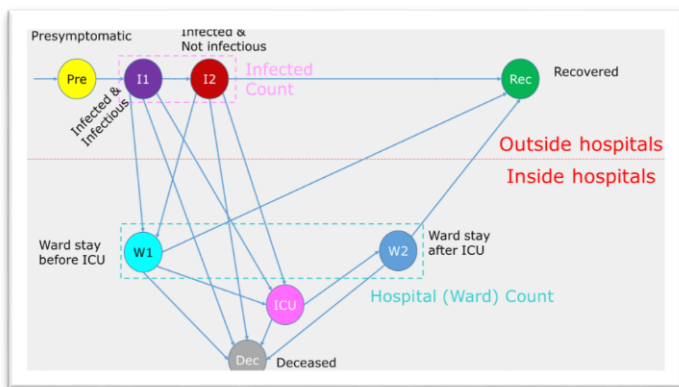 Presymptomatic
Infected &
Not infectious
Pre
I1
I2
Infected
Count
Rec
Recovered
Infected &
Infectious
Outside hospitals
Inside hospitals
Ward stay
before ICU
W1
W2
Ward stay
after ICU
ICU
Hospital (Ward) Count
Dec
Deceased